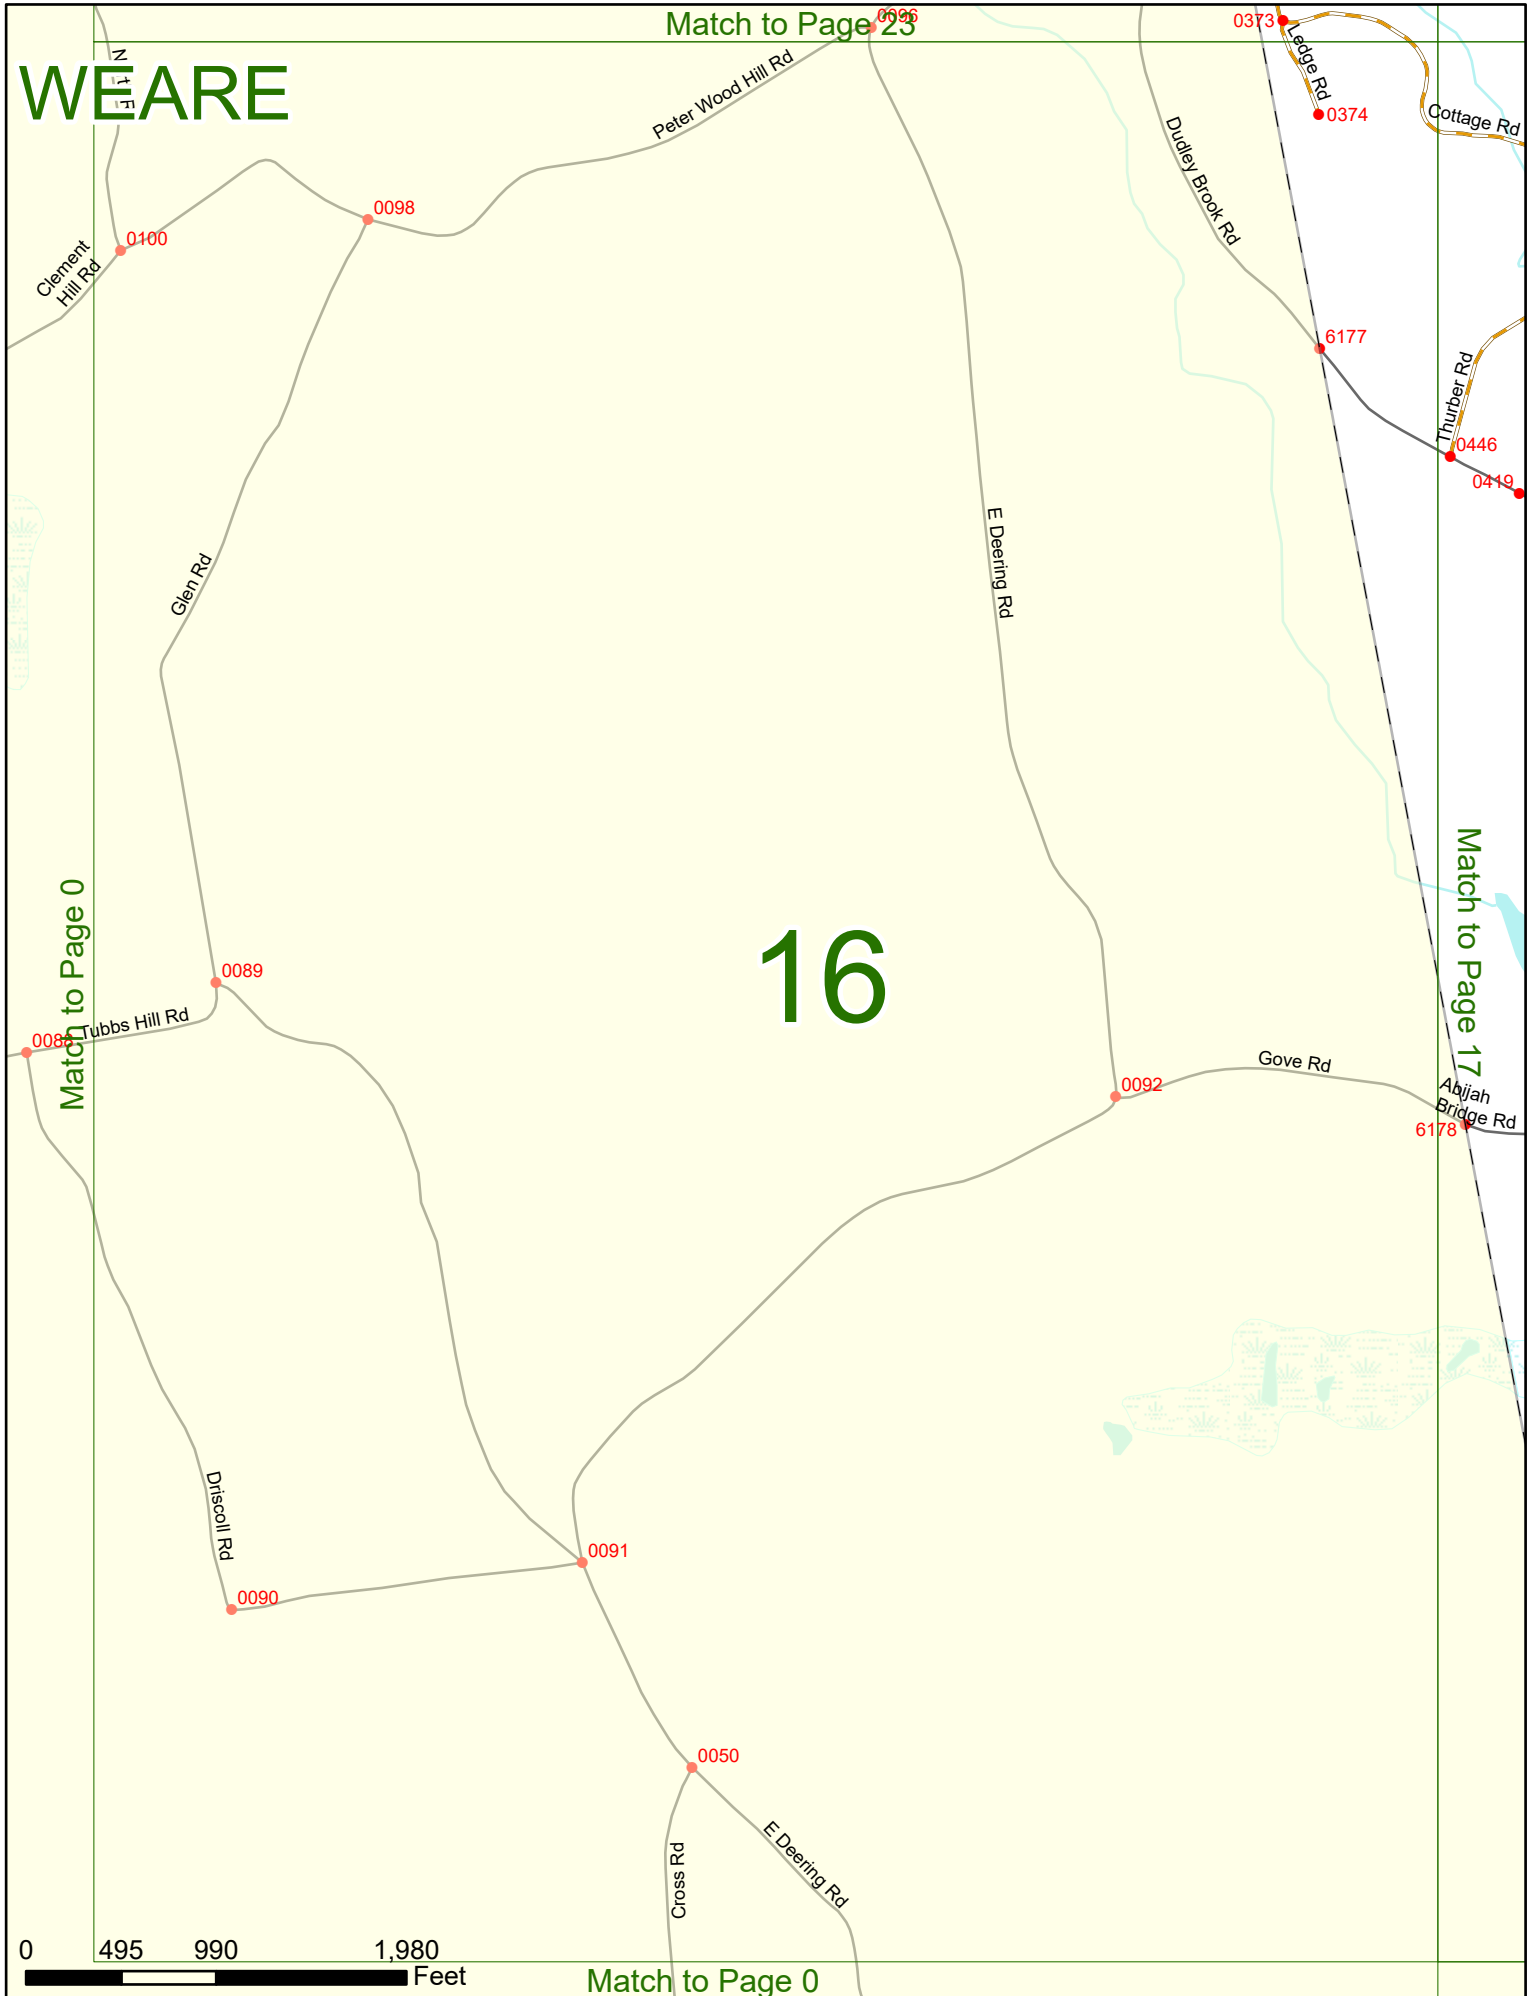 Match to Page 23
0096
0373
Ledge Rd
WEARE
Peter Wood Hill Rd
0374
Cottage Rd
Dudley Brook Rd
0098
0100
Clement
Hill Rd
6177
Thurber Rd
0446
0419
Glen Rd
E Deering Rd
Match to Page 17
Match to Page 0
16
0089
Tubbs Hill Rd
0088
Gove Rd
0092
Abijah
Bridge Rd
6178
Driscoll Rd
0091
0090
0050
E Deering Rd
Cross Rd
0 495 990 1,980
Feet
Match to Page 0